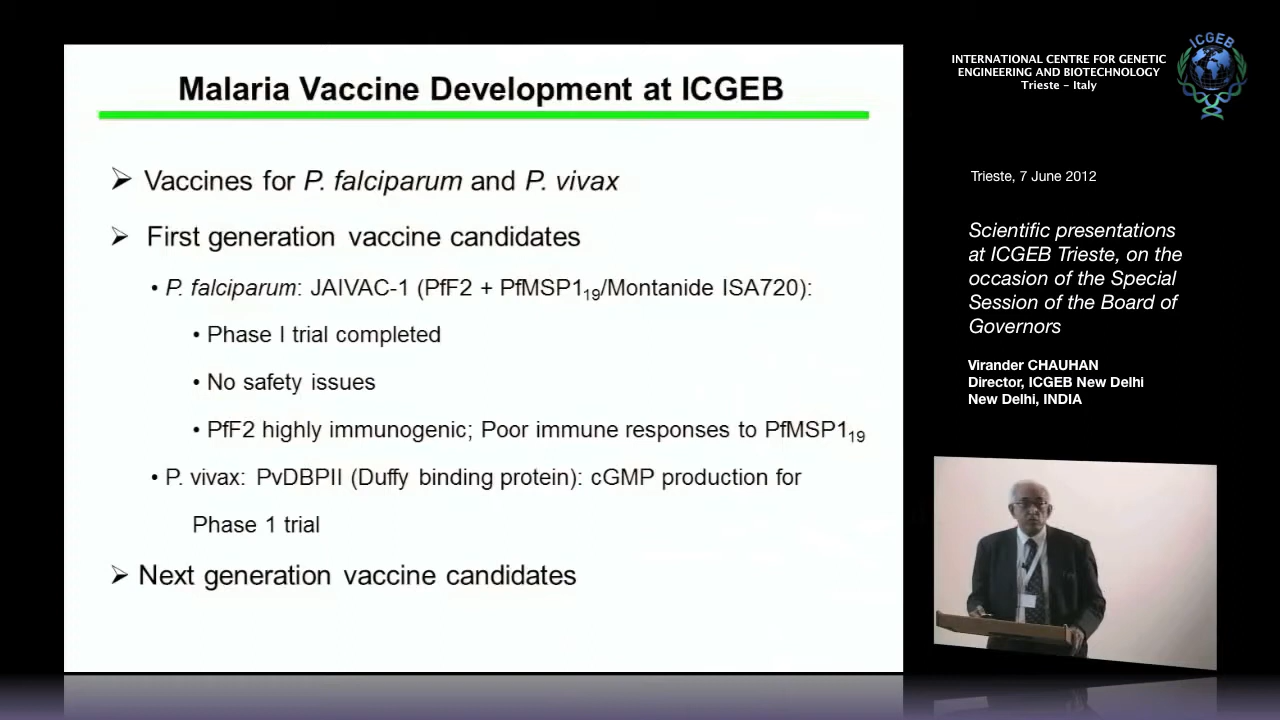 Malaria Vaccine Development at ICGEB
➢ Vaccines for P. falciparum and P. vivax
➢ First generation vaccine candidates
• P. falciparum: JAIVAC-1 (PfF2 + PfMSP1₁₉/Montanide ISA720):
• Phase I trial completed
• No safety issues
• PfF2 highly immunogenic; Poor immune responses to PfMSP1₁₉
• P. vivax: PvDBPII (Duffy binding protein): cGMP production for
Phase 1 trial
➢ Next generation vaccine candidates
INTERNATIONAL CENTRE FOR GENETIC
ENGINEERING AND BIOTECHNOLOGY
Trieste - Italy
ICGEB
Trieste, 7 June 2012
Scientific presentations
at ICGEB Trieste, on the
occasion of the Special
Session of the Board of
Governors
Virander CHAUHAN
Director, ICGEB New Delhi
New Delhi, INDIA